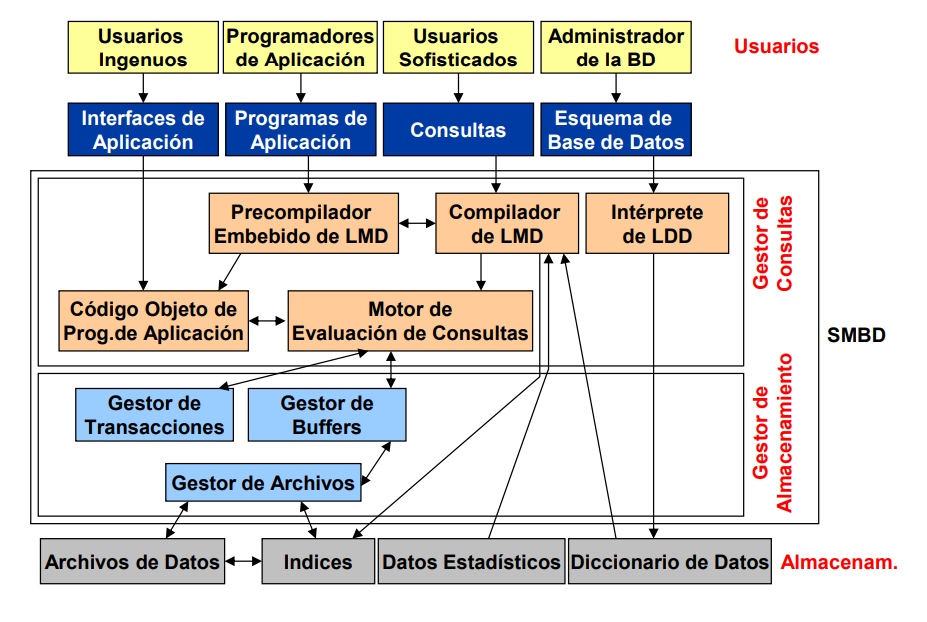 Usuarios
Ingenuos
Programadores
de Aplicación
Usuarios
Sofisticados
Administrador
de la BD
Usuarios
Interfaces de
Aplicación
Programas de
Aplicación
Consultas
Esquema de
Base de Datos
Precompilador
Embebido de LMD
Compilador
de LMD
Intérprete
de LDD
Gestor de
Consultas
Código Objeto de
Prog.de Aplicación
Motor de
Evaluación de Consultas
SMBD
Gestor de
Transacciones
Gestor de
Buffers
Gestor de
Almacenamiento
Gestor de Archivos
Archivos de Datos
Indices
Datos Estadísticos
Diccionario de Datos
Almacenam.